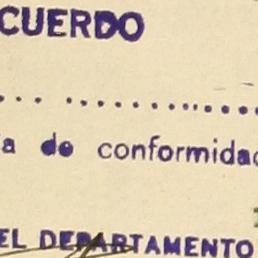 CUERDO
... ................
a de conformidad
EL DEPARTAMENTO